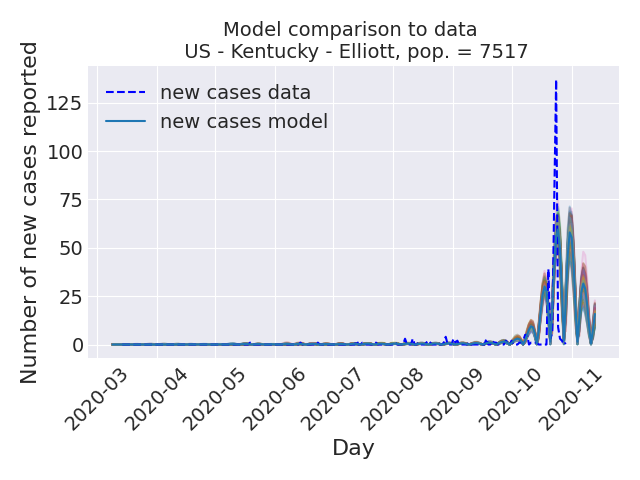 Model comparison to data
US - Kentucky - Elliott, pop. = 7517
Number of new cases reported
125
100
75
50
25
0
new cases data
new cases model
2020-03
2020-04
2020-05
2020-06
2020-07
2020-08
2020-09
2020-10
2020-11
Day